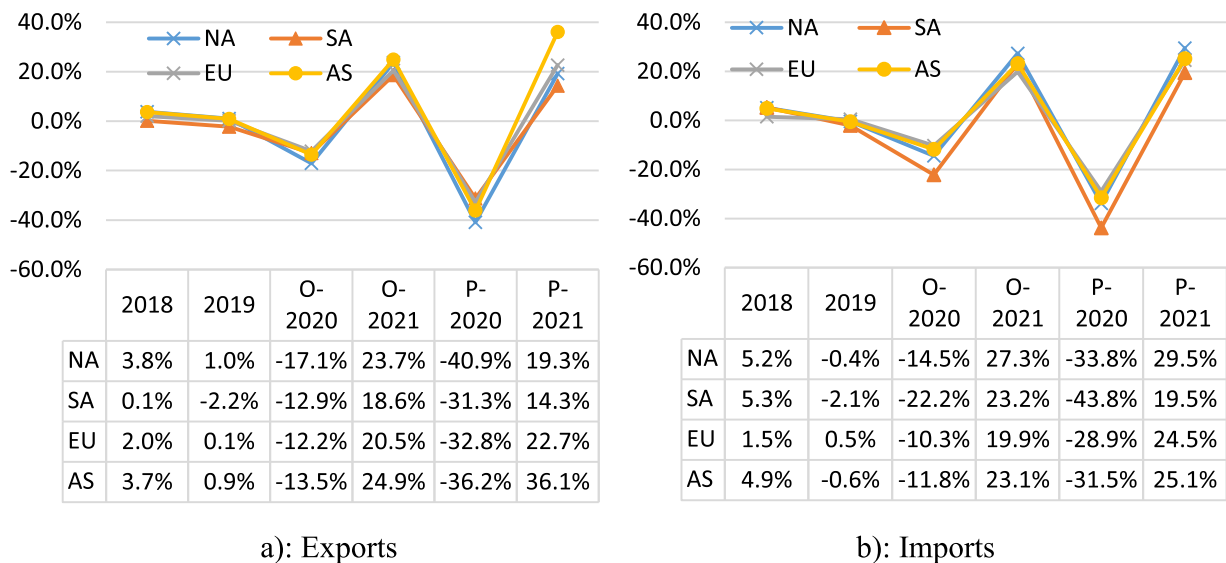 40.0%
20.0%
0.0%
-20.0%
-40.0%
-60.0%
NA SA
EU AS
2018 2019 O-2020 O-2021 P-2020 P-2021
NA 3.8% 1.0% -17.1% 23.7% -40.9% 19.3%
SA 0.1% -2.2% -12.9% 18.6% -31.3% 14.3%
EU 2.0% 0.1% -12.2% 20.5% -32.8% 22.7%
AS 3.7% 0.9% -13.5% 24.9% -36.2% 36.1%
a): Exports
40.0%
20.0%
0.0%
-20.0%
-40.0%
-60.0%
NA SA
EU AS
2018 2019 O-2020 O-2021 P-2020 P-2021
NA 5.2% -0.4% -14.5% 27.3% -33.8% 29.5%
SA 5.3% -2.1% -22.2% 23.2% -43.8% 19.5%
EU 1.5% 0.5% -10.3% 19.9% -28.9% 24.5%
AS 4.9% -0.6% -11.8% 23.1% -31.5% 25.1%
b): Imports